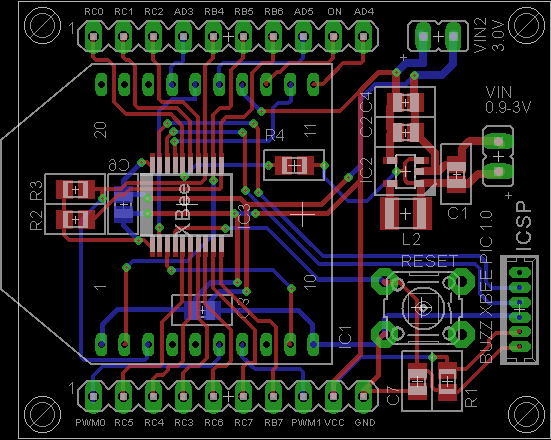 1 RC0 RC1 RC2 AD3 RB4 RB5 RB6 AD5 ON AD4
VIN2
3.0V
VIN
0.9-3V
20
11
R4
C4
C2
IC2
C6
R3
R2
XBee
IC3
C1
L2
ICSP
RESET
BUZZ XBEE PIC 1.0
1
10
C3
IC1
C7
R1
1
PWM0 RC5 RC4 RC3 RC6 RC7 RB7 PWM1 VCC GND